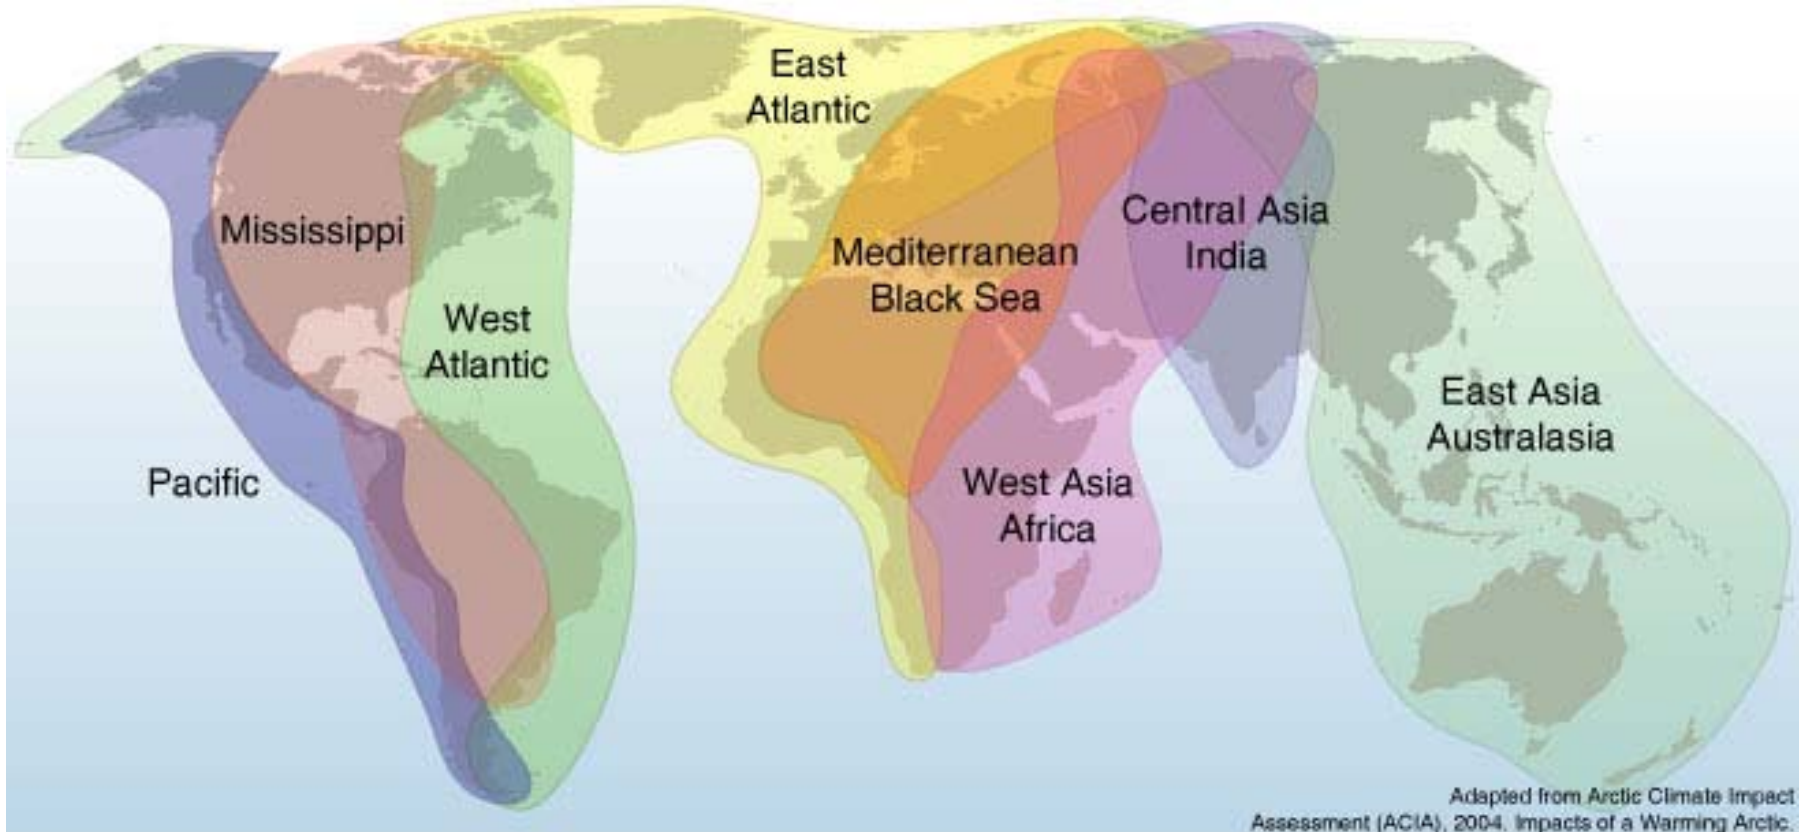 East
Atlantic
Mississippi
Central Asia
India
Mediterranean
Black Sea
West
Atlantic
East Asia
Australasia
Pacific
West Asia
Africa
Adapted from Arctic Climate Impact
Assessment (ACIA), 2004. Impacts of a Warming Arctic.